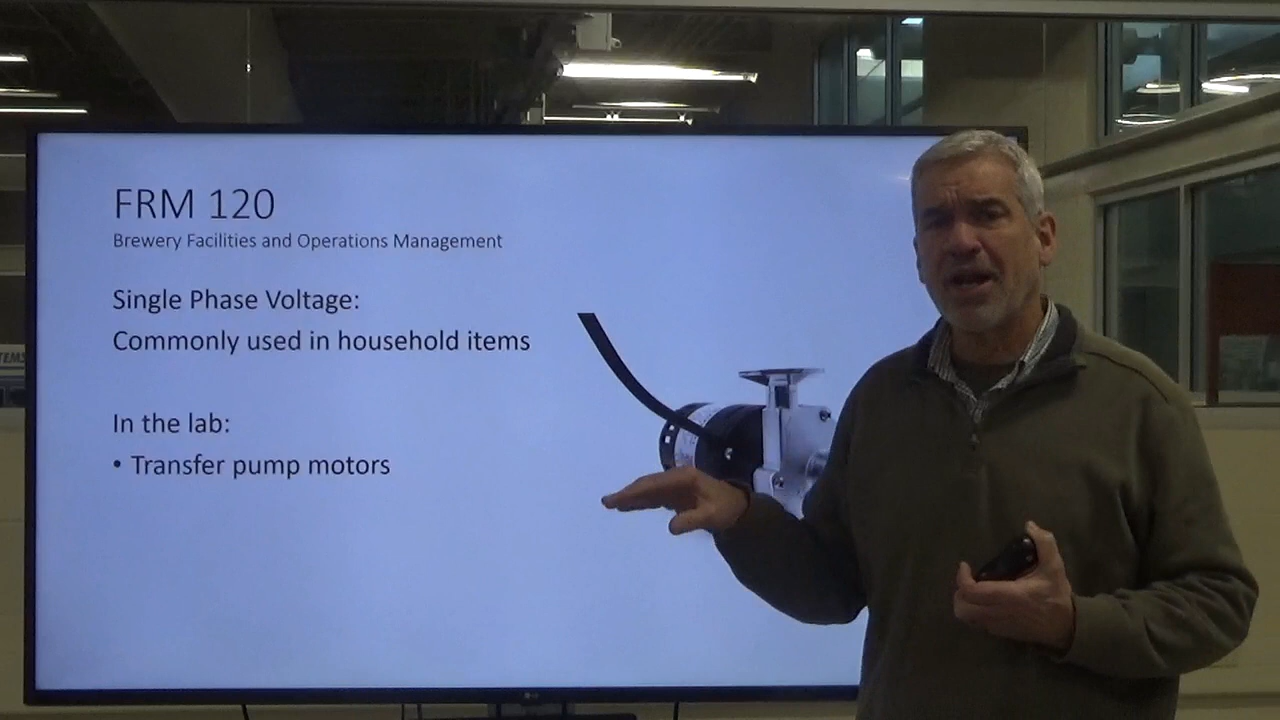 FRM 120
Brewery Facilities and Operations Management
Single Phase Voltage:
Commonly used in household items
In the lab:
• Transfer pump motors
LG